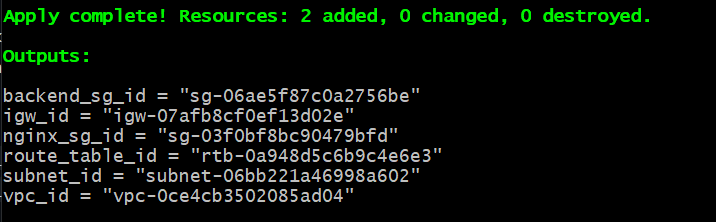 Apply complete! Resources: 2 added, 0 changed, 0 destroyed.
Outputs:
backend_sg_id = "sg-06ae5f87c0a2756be"
igw_id = "igw-07afb8cf0ef13d02e"
nginx_sg_id = "sg-03f0bf8bc90479bfd"
route_table_id = "rtb-0a948d5c6b9c4e6e3"
subnet_id = "subnet-06bb221a46998a602"
vpc_id = "vpc-0ce4cb3502085ad04"